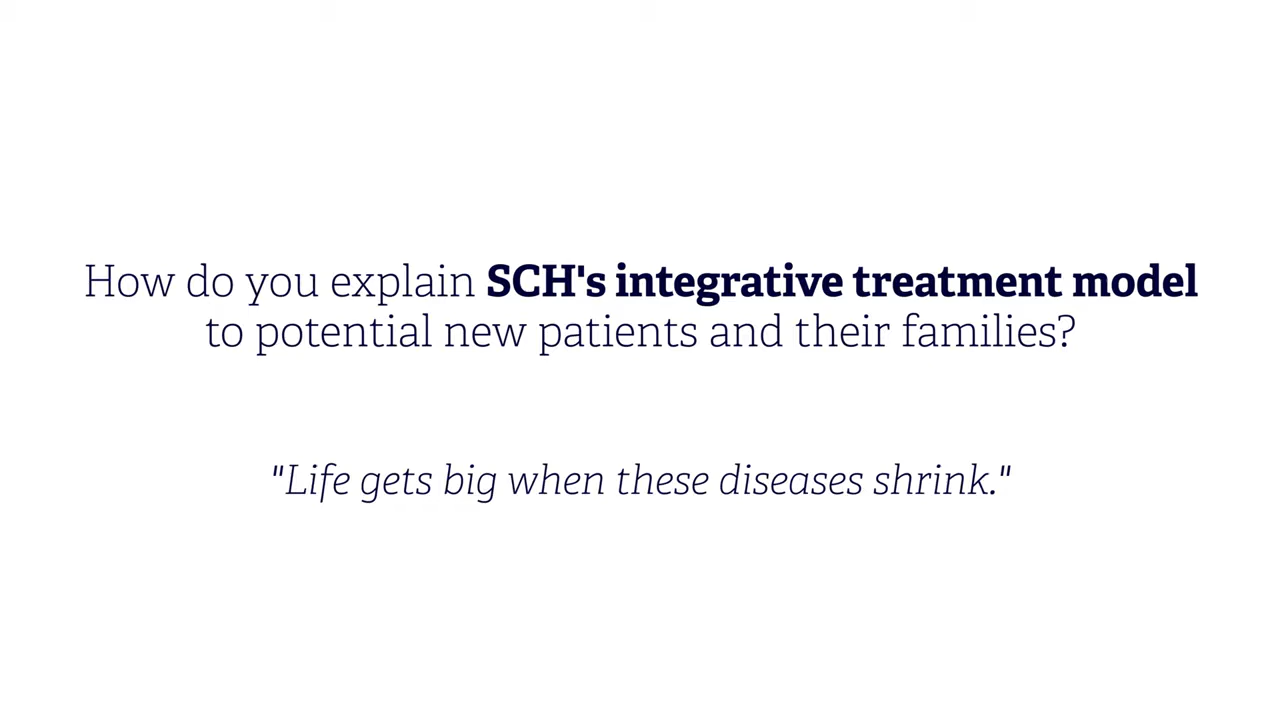 How do you explain SCH's integrative treatment model
to potential new patients and their families?
"Life gets big when these diseases shrink."